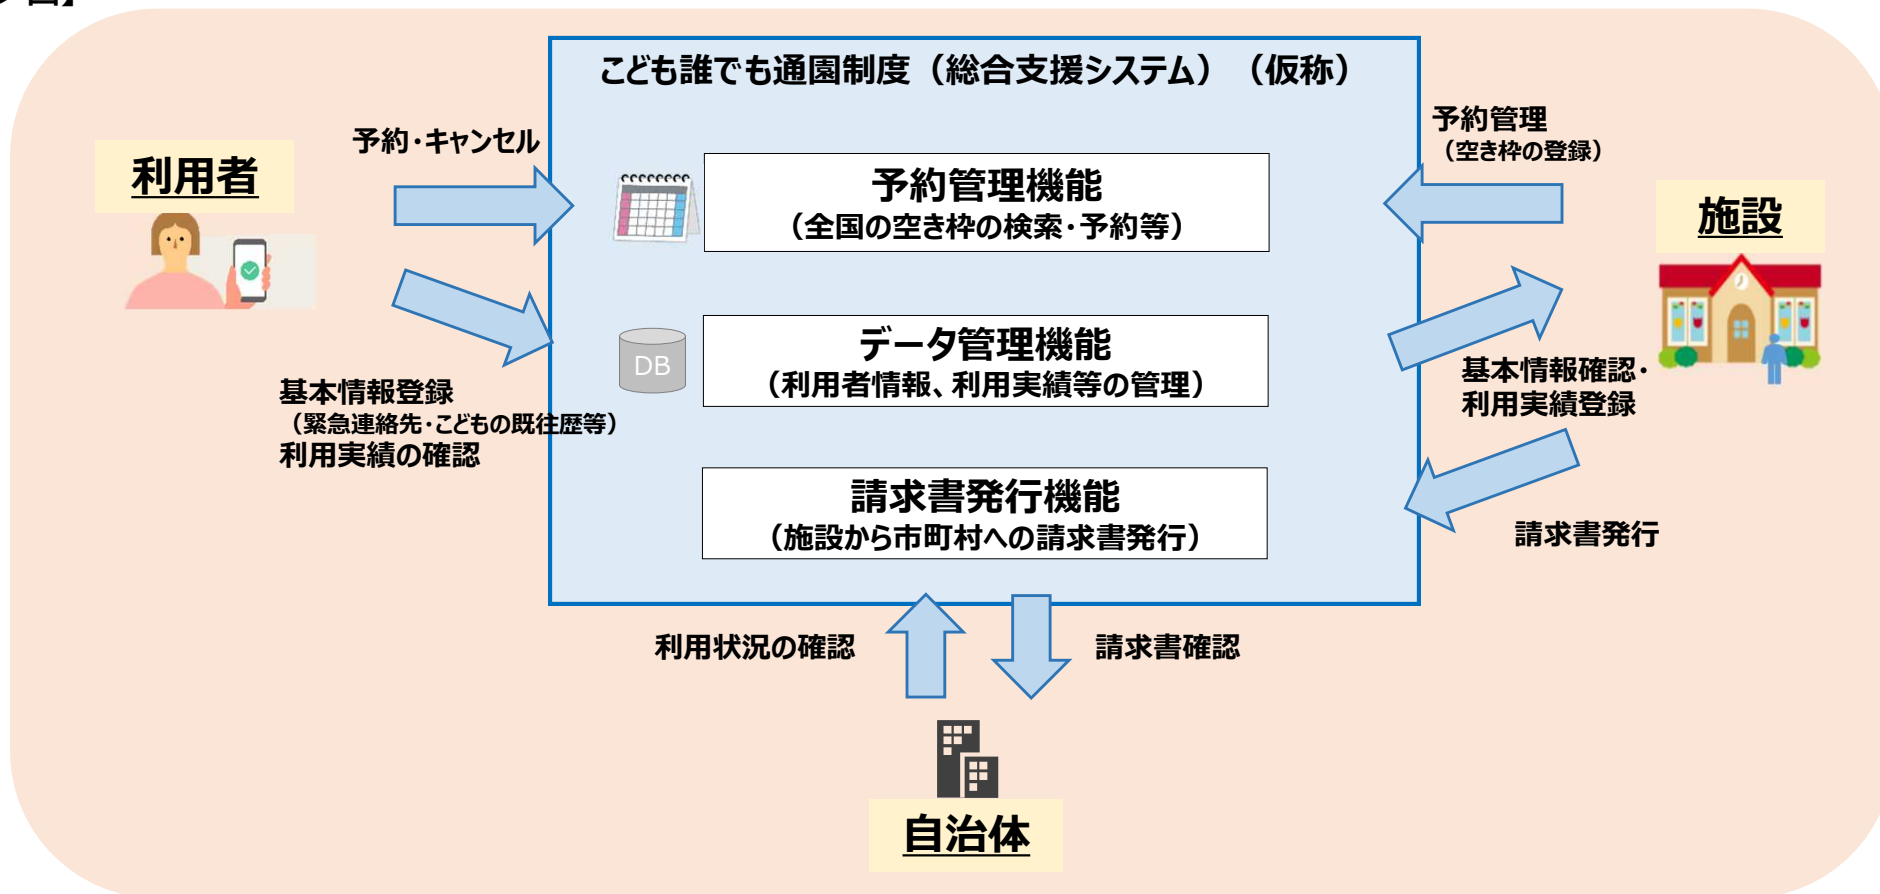 こども誰でも通園制度（総合支援システム）（仮称）
利用者
予約・キャンセル
予約管理機能
（全国の空き枠の検索・予約等）
予約管理
（空き枠の登録）
施設
DB
データ管理機能
（利用者情報、利用実績等の管理）
基本情報登録
（緊急連絡先・こどもの既往歴等）
利用実績の確認
基本情報確認・
利用実績登録
請求書発行機能
（施設から市町村への請求書発行）
請求書発行
利用状況の確認
請求書確認
自治体